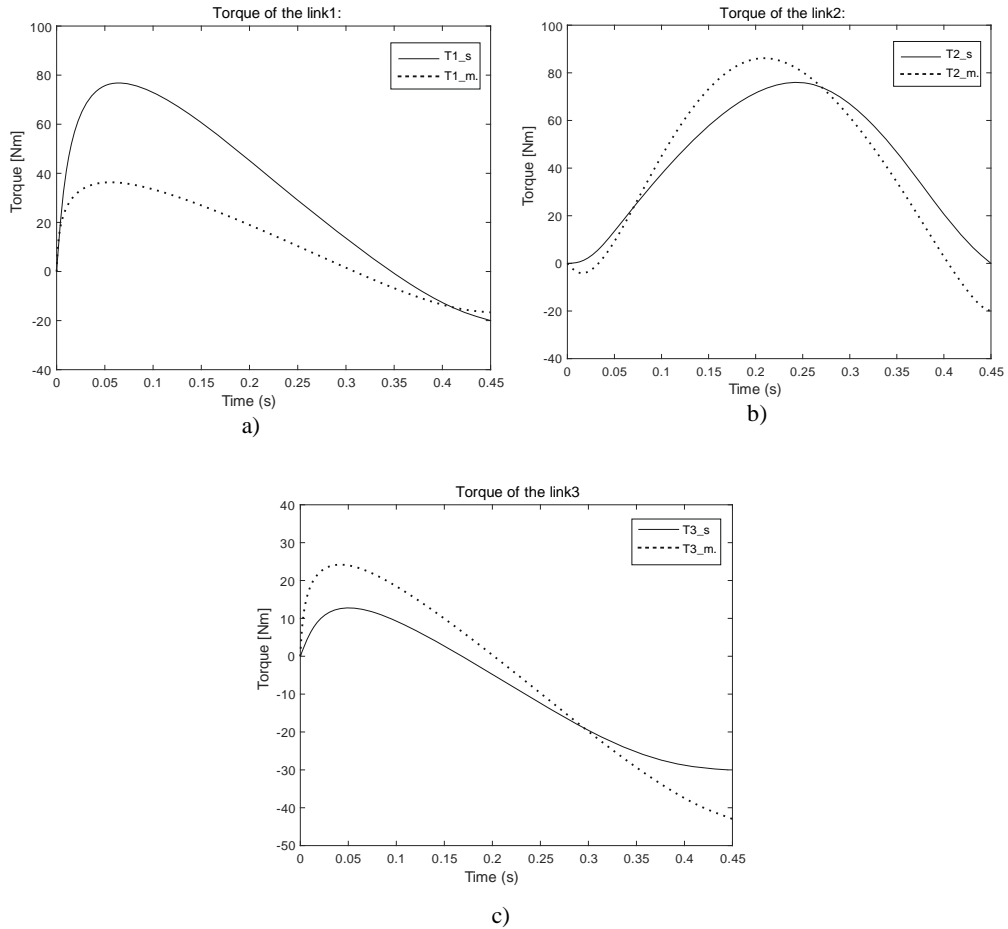 Torque of the link1:
100
80
60
40
20
0
-20
-40
Torque [Nm]
T1_s
T1_m.
0 0.05 0.1 0.15 0.2 0.25 0.3 0.35 0.4 0.45
Time (s)
a)
Torque of the link2:
100
80
60
40
20
0
-20
-40
Torque [Nm]
T2_s
T2_m.
0 0.05 0.1 0.15 0.2 0.25 0.3 0.35 0.4 0.45
Time (s)
b)
Torque of the link3
40
30
20
10
0
-10
-20
-30
-40
-50
Torque [Nm]
T3_s
T3_m.
0 0.05 0.1 0.15 0.2 0.25 0.3 0.35 0.4 0.45
Time (s)
c)